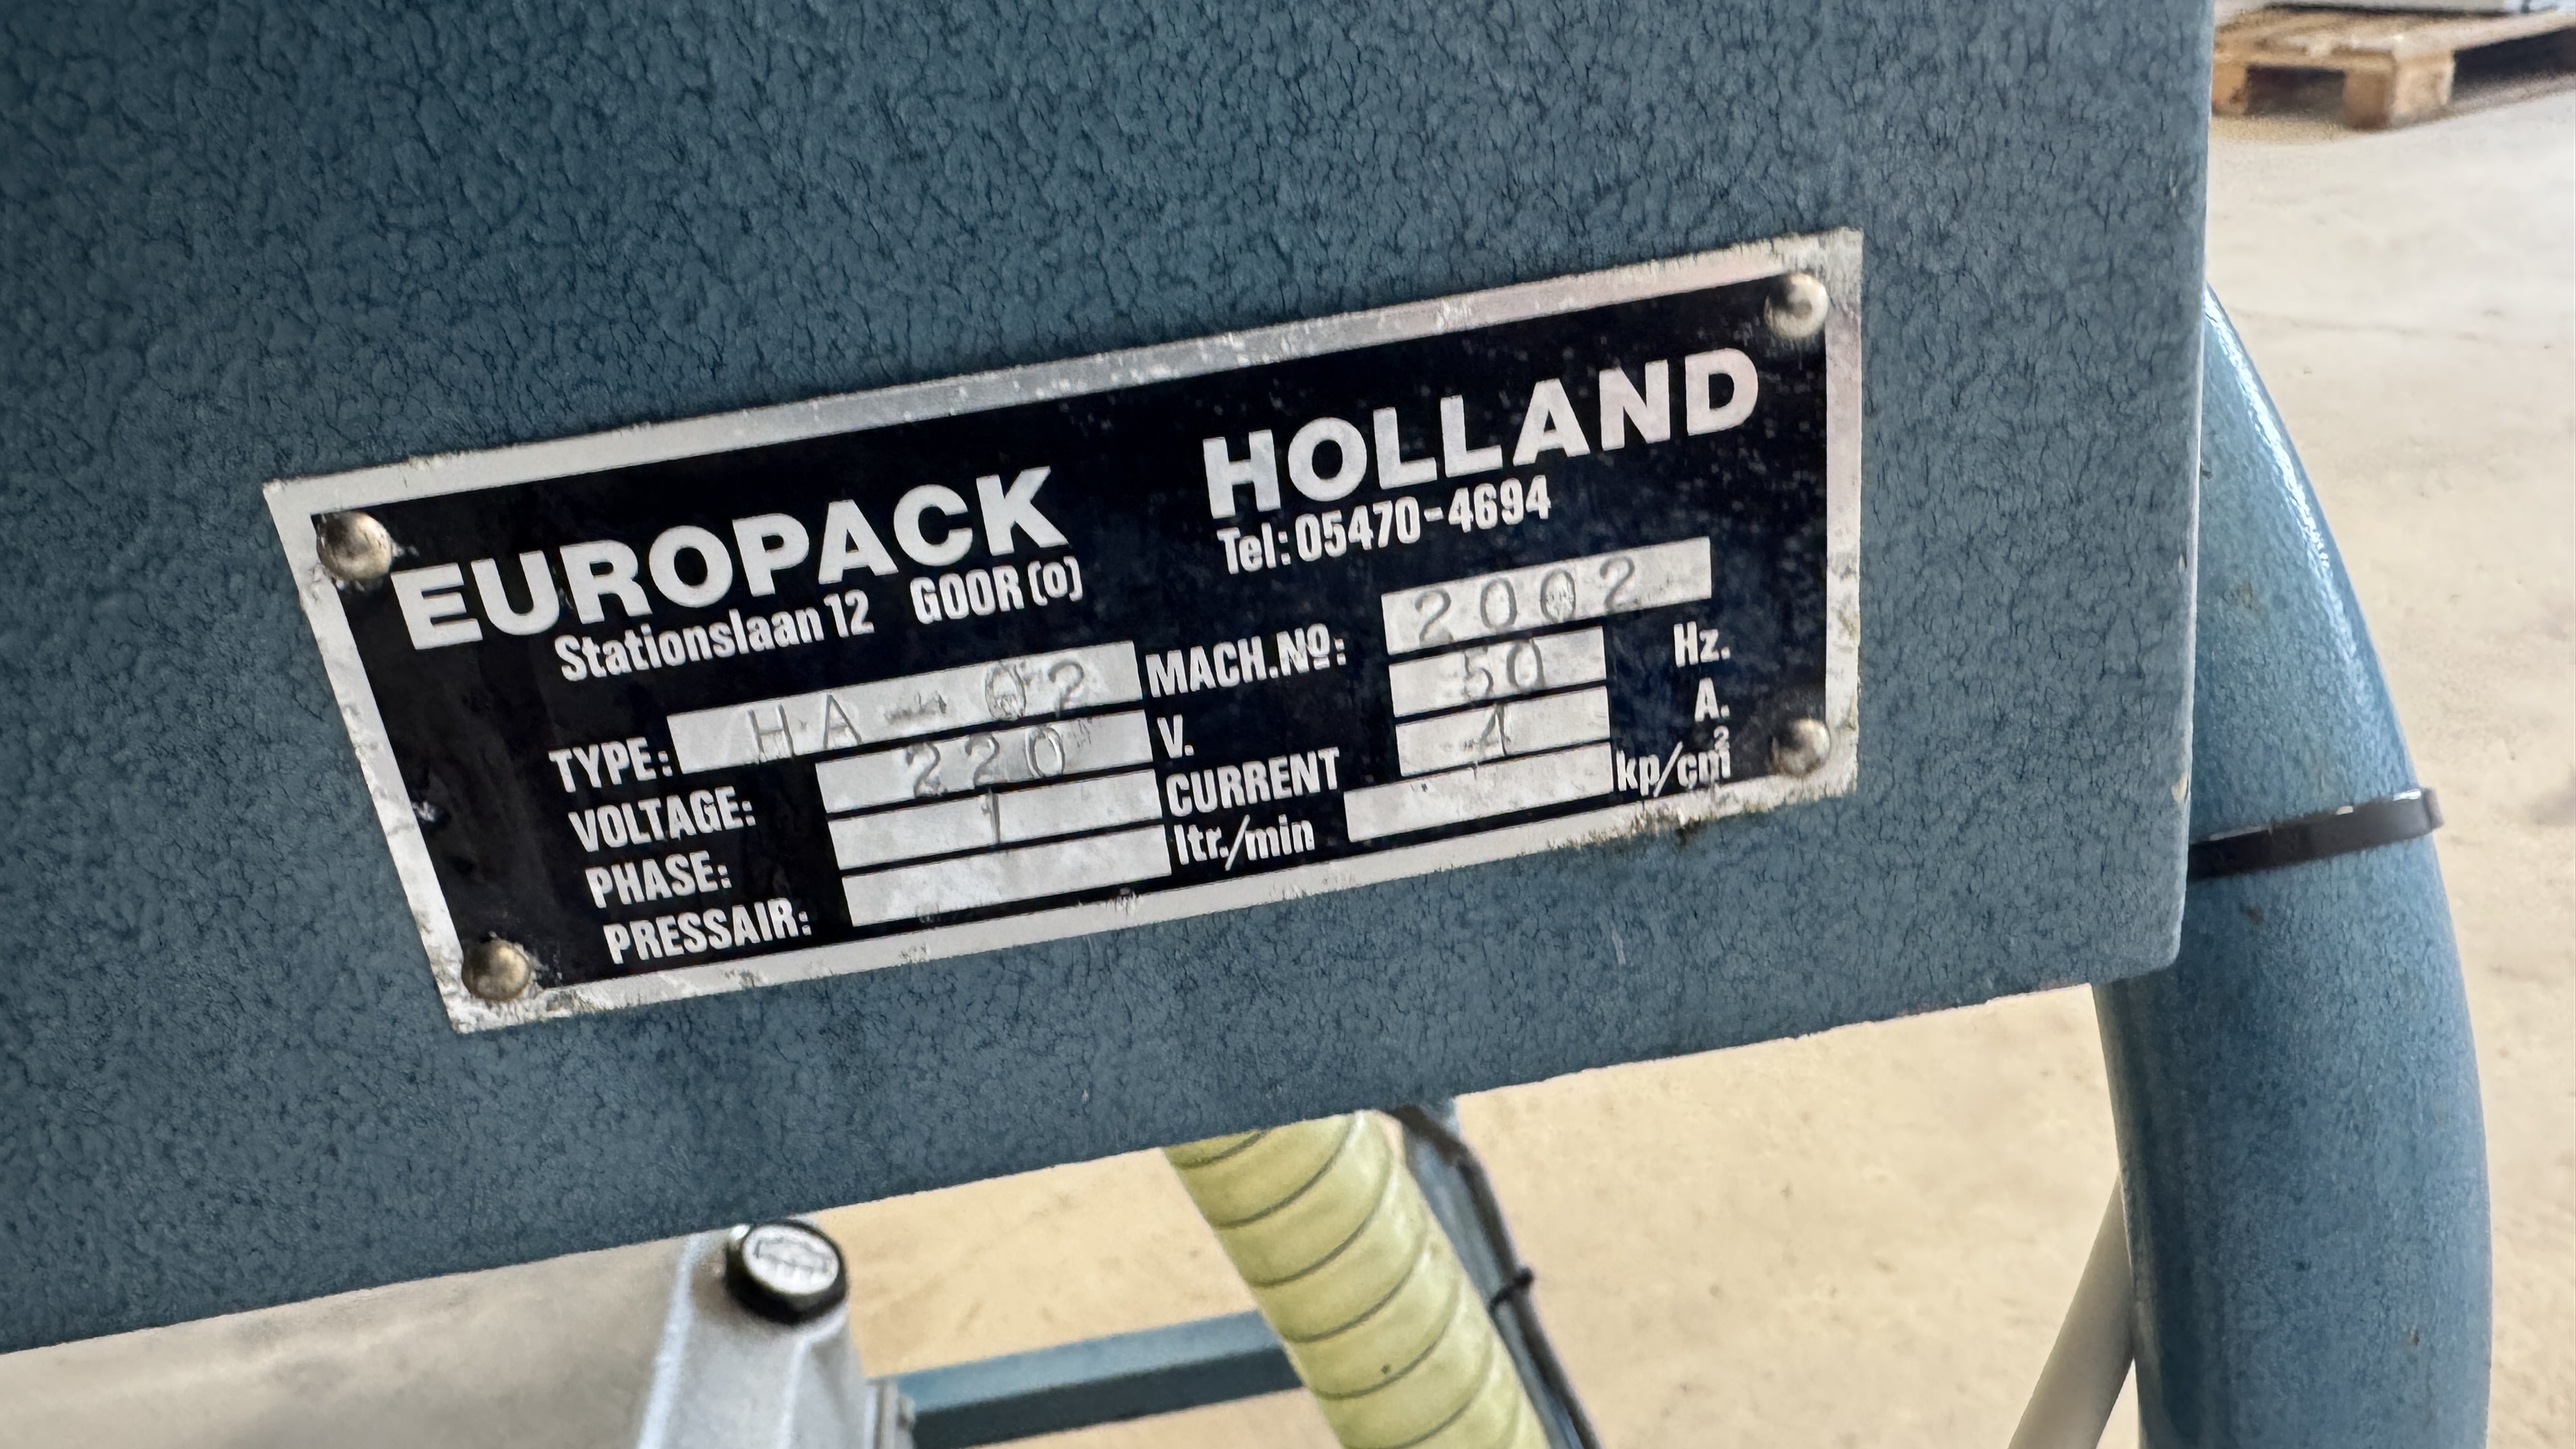 EUROPACK HOLLAND
Stationslaan 12 GOOR (O) Tel: 05470-4694
TYPE: HA-02 MACH. Nº: 2002
VOLTAGE: 220 V. 50 Hz.
PHASE: 1 CURRENT 4 A.
PRESSAIR: ltr./min kp/cm²